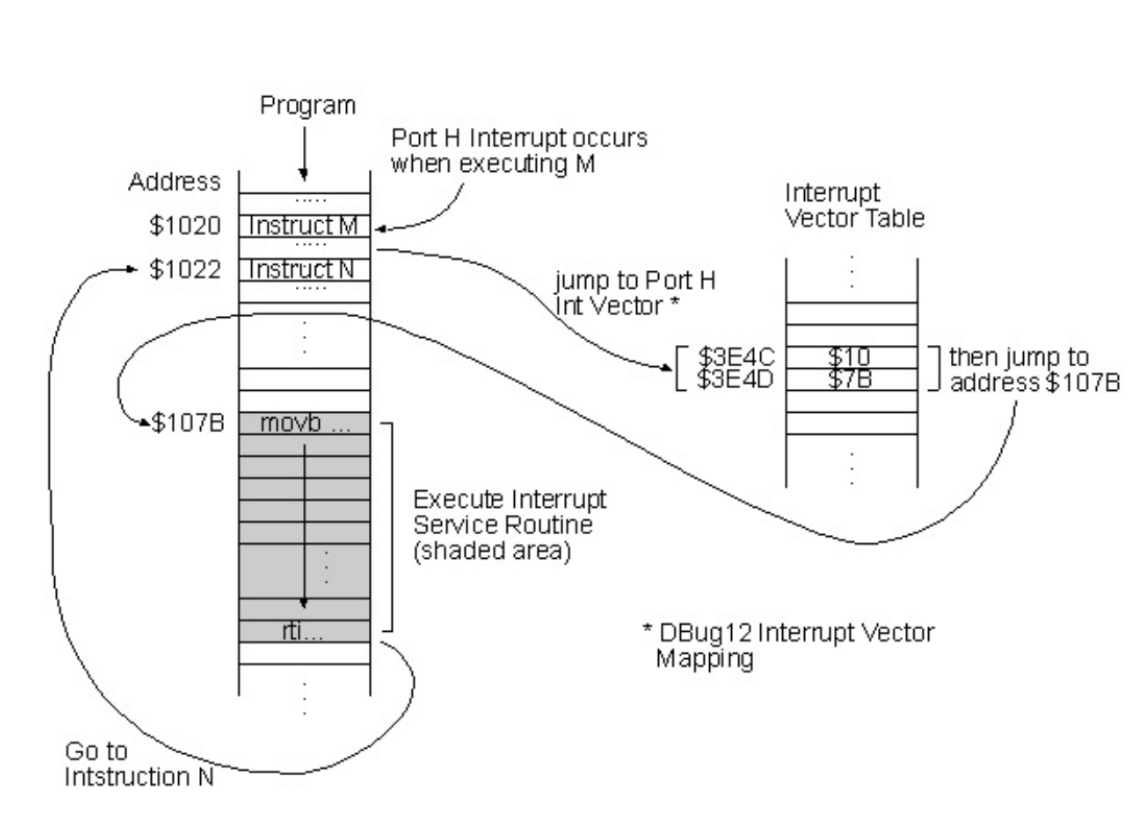 Program
Port H Interrupt occurs
when executing M
Address
.....
$1020
Instruct M
.....
$1022
Instruct N
.....
Interrupt
Vector Table
jump to Port H
Int Vector *
$3E4C
$10
$3E4D
$7B
then jump to
address $107B
$107B
movb ...
Execute Interrupt
Service Routine
(shaded area)
rti...
* DBug12 Interrupt Vector
Mapping
Go to
Intstruction N